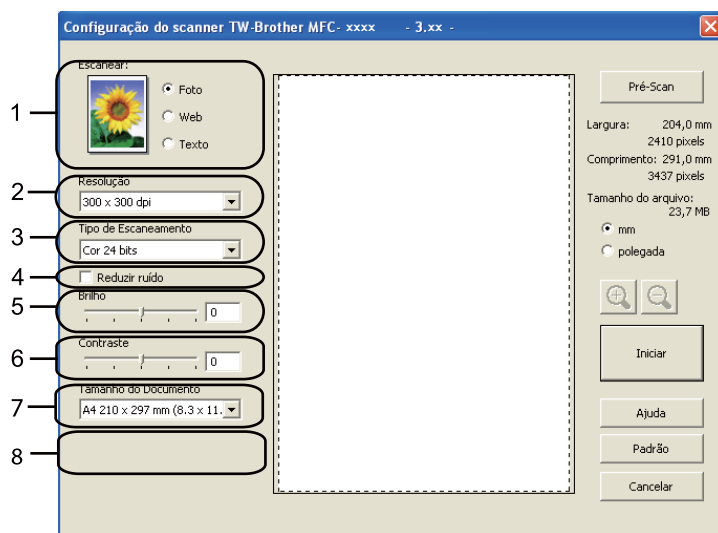 Configuração do scanner TW-Brother MFC- xxxx - 3.xx -
1
Escanear:
Foto
Web
Texto
2
Resolução
300 x 300 dpi
3
Tipo de Escaneamento
Cor 24 bits
4
Reduzir ruído
5
Brilho
0
6
Contraste
0
7
Tamanho do Documento
A4 210 x 297 mm (8.3 x 11.
8
Pré-Scan
Largura: 204,0 mm
2410 pixels
Comprimento: 291,0 mm
3437 pixels
Tamanho do arquivo:
23,7 MB
mm
polegada
Iniciar
Ajuda
Padrão
Cancelar